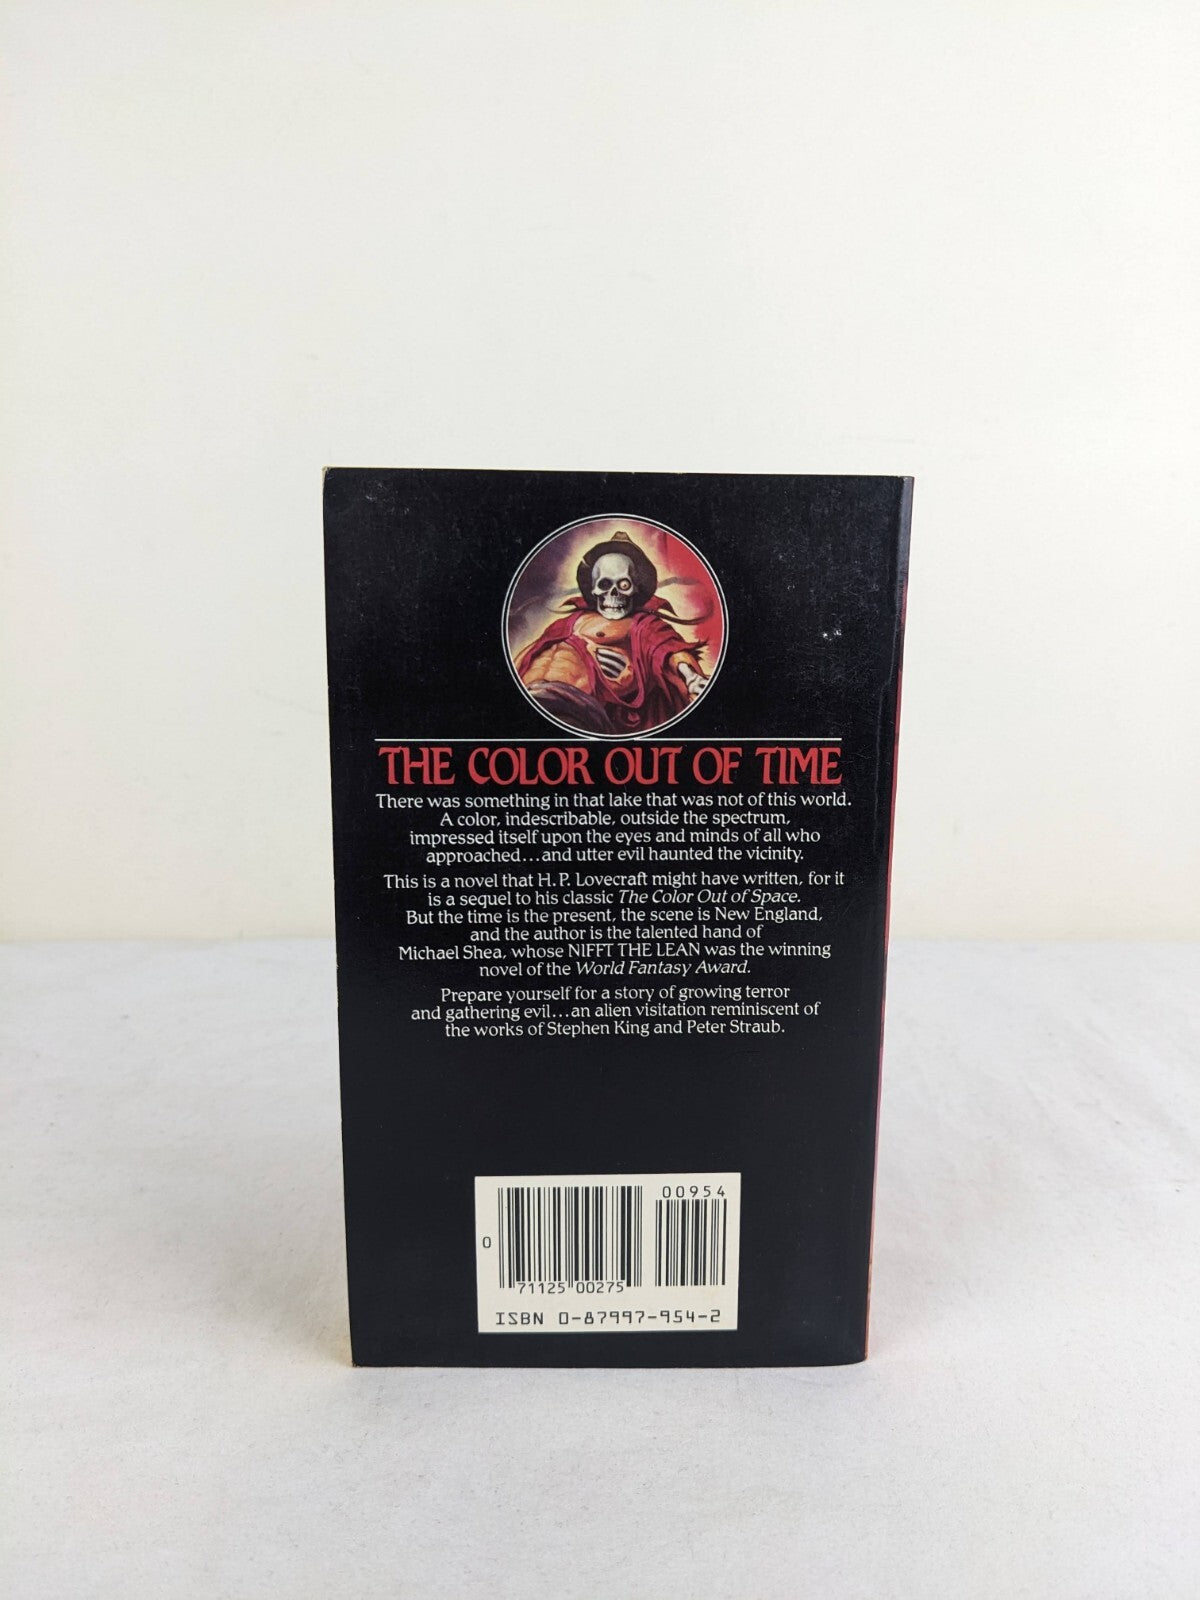 THE COLOR OUT OF TIME
There was something in that lake that was not of this world.
A color, indescribable, outside the spectrum,
impressed itself upon the eyes and minds of all who
approached...and utter evil haunted the vicinity.
This is a novel that H.P. Lovecraft might have written, for it
is a sequel to his classic The Color Out of Space.
But the time is the present, the scene is New England,
and the author is the talented hand of
Michael Shea, whose NIFFT THE LEAN was the winning
novel of the World Fantasy Award.
Prepare yourself for a story of growing terror
and gathering evil...an alien visitation reminiscent of
the works of Stephen King and Peter Straub.
00954
0
71125 00275
ISBN 0-87997-954-2